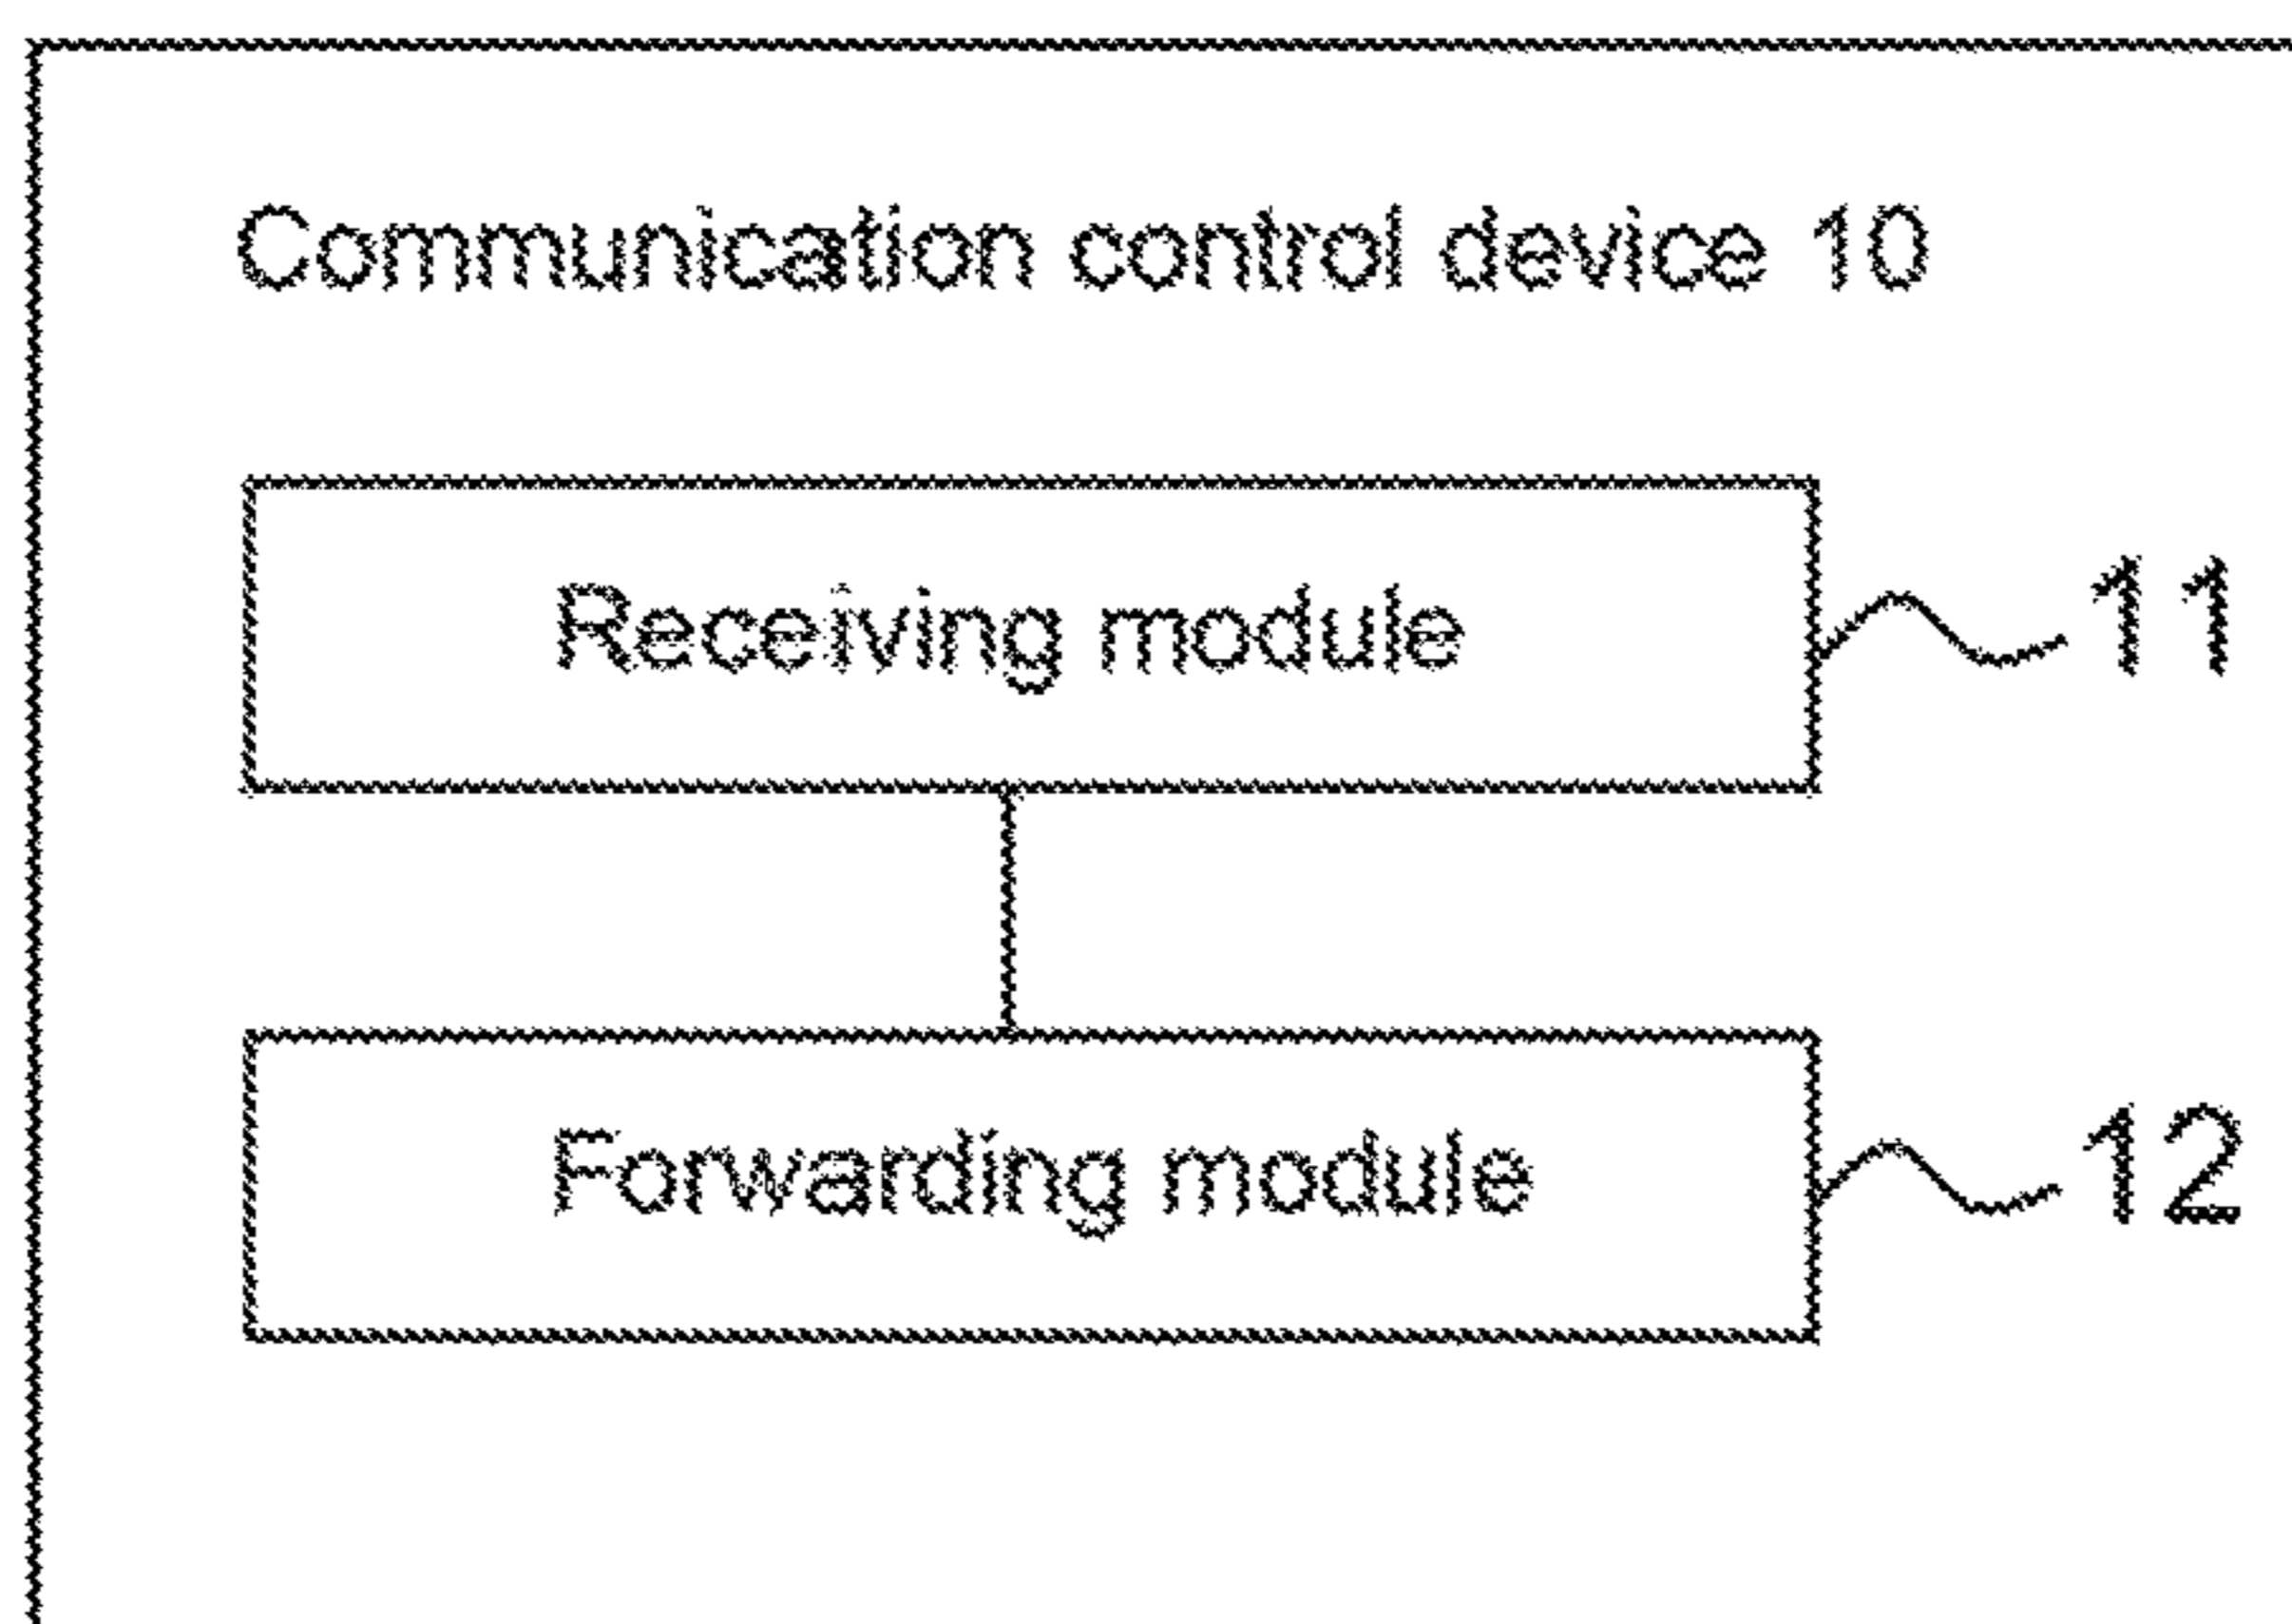 Communication control device 10
Receiving module
11
Forwarding module
12